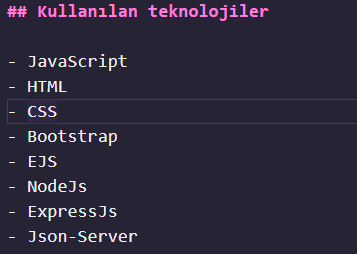 ## Kullanılan teknolojiler
- JavaScript
- HTML
- CSS
- Bootstrap
- EJS
- NodeJs
- ExpressJs
- Json-Server